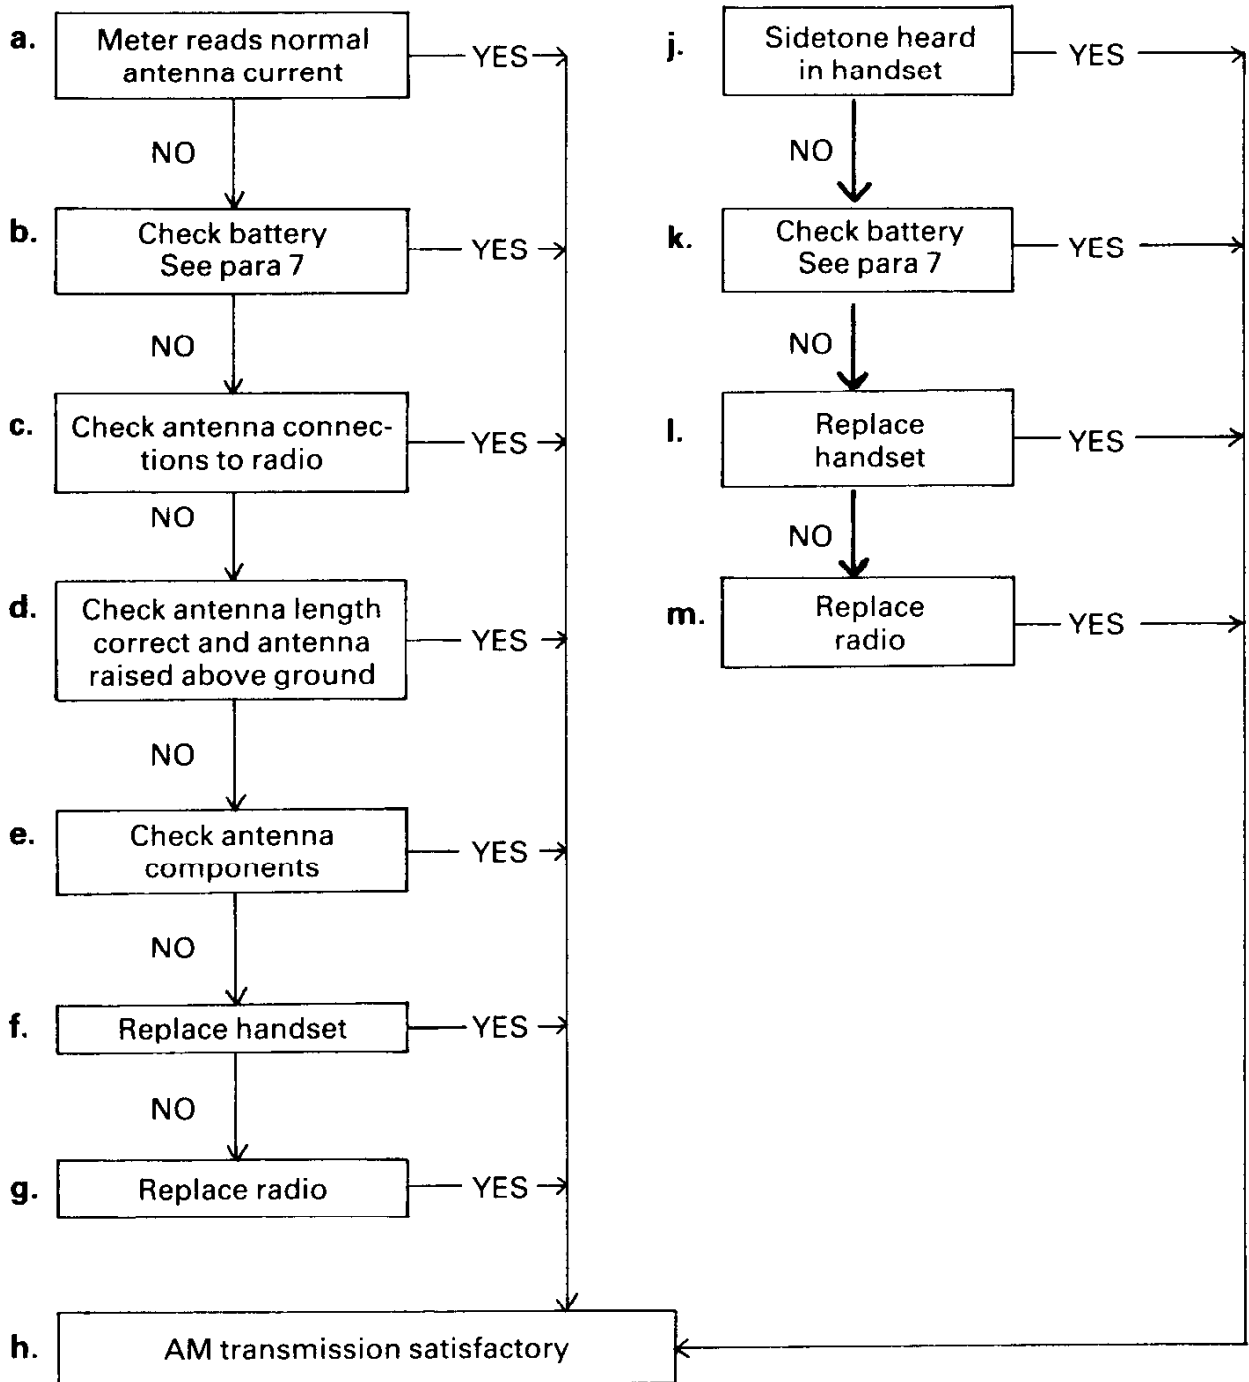 a.
Meter reads normal
antenna current
YES
NO
b.
Check battery
See para 7
YES
NO
c.
Check antenna connec-
tions to radio
YES
NO
d.
Check antenna length
correct and antenna
raised above ground
YES
NO
e.
Check antenna
components
YES
NO
f.
Replace handset
YES
NO
g.
Replace radio
YES
h.
AM transmission satisfactory
j.
Sidetone heard
in handset
YES
NO
k.
Check battery
See para 7
YES
NO
l.
Replace
handset
YES
NO
m.
Replace
radio
YES